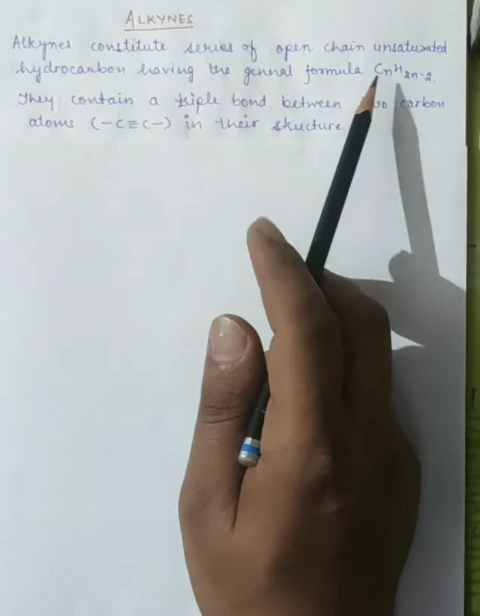 ALKYNES
Alkynes constitute series of open chain unsaturated
hydrocarbon having the general formula CnH2n-2.
They contain a triple bond between carbon
atoms (-C≡C-) in their structure